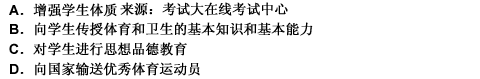 A. 增强学生体质 来源：考试大在线考试中心
B. 向学生传授体育和卫生的基本知识和基本能力
C. 对学生进行思想品德教育
D. 向国家输送优秀体育运动员